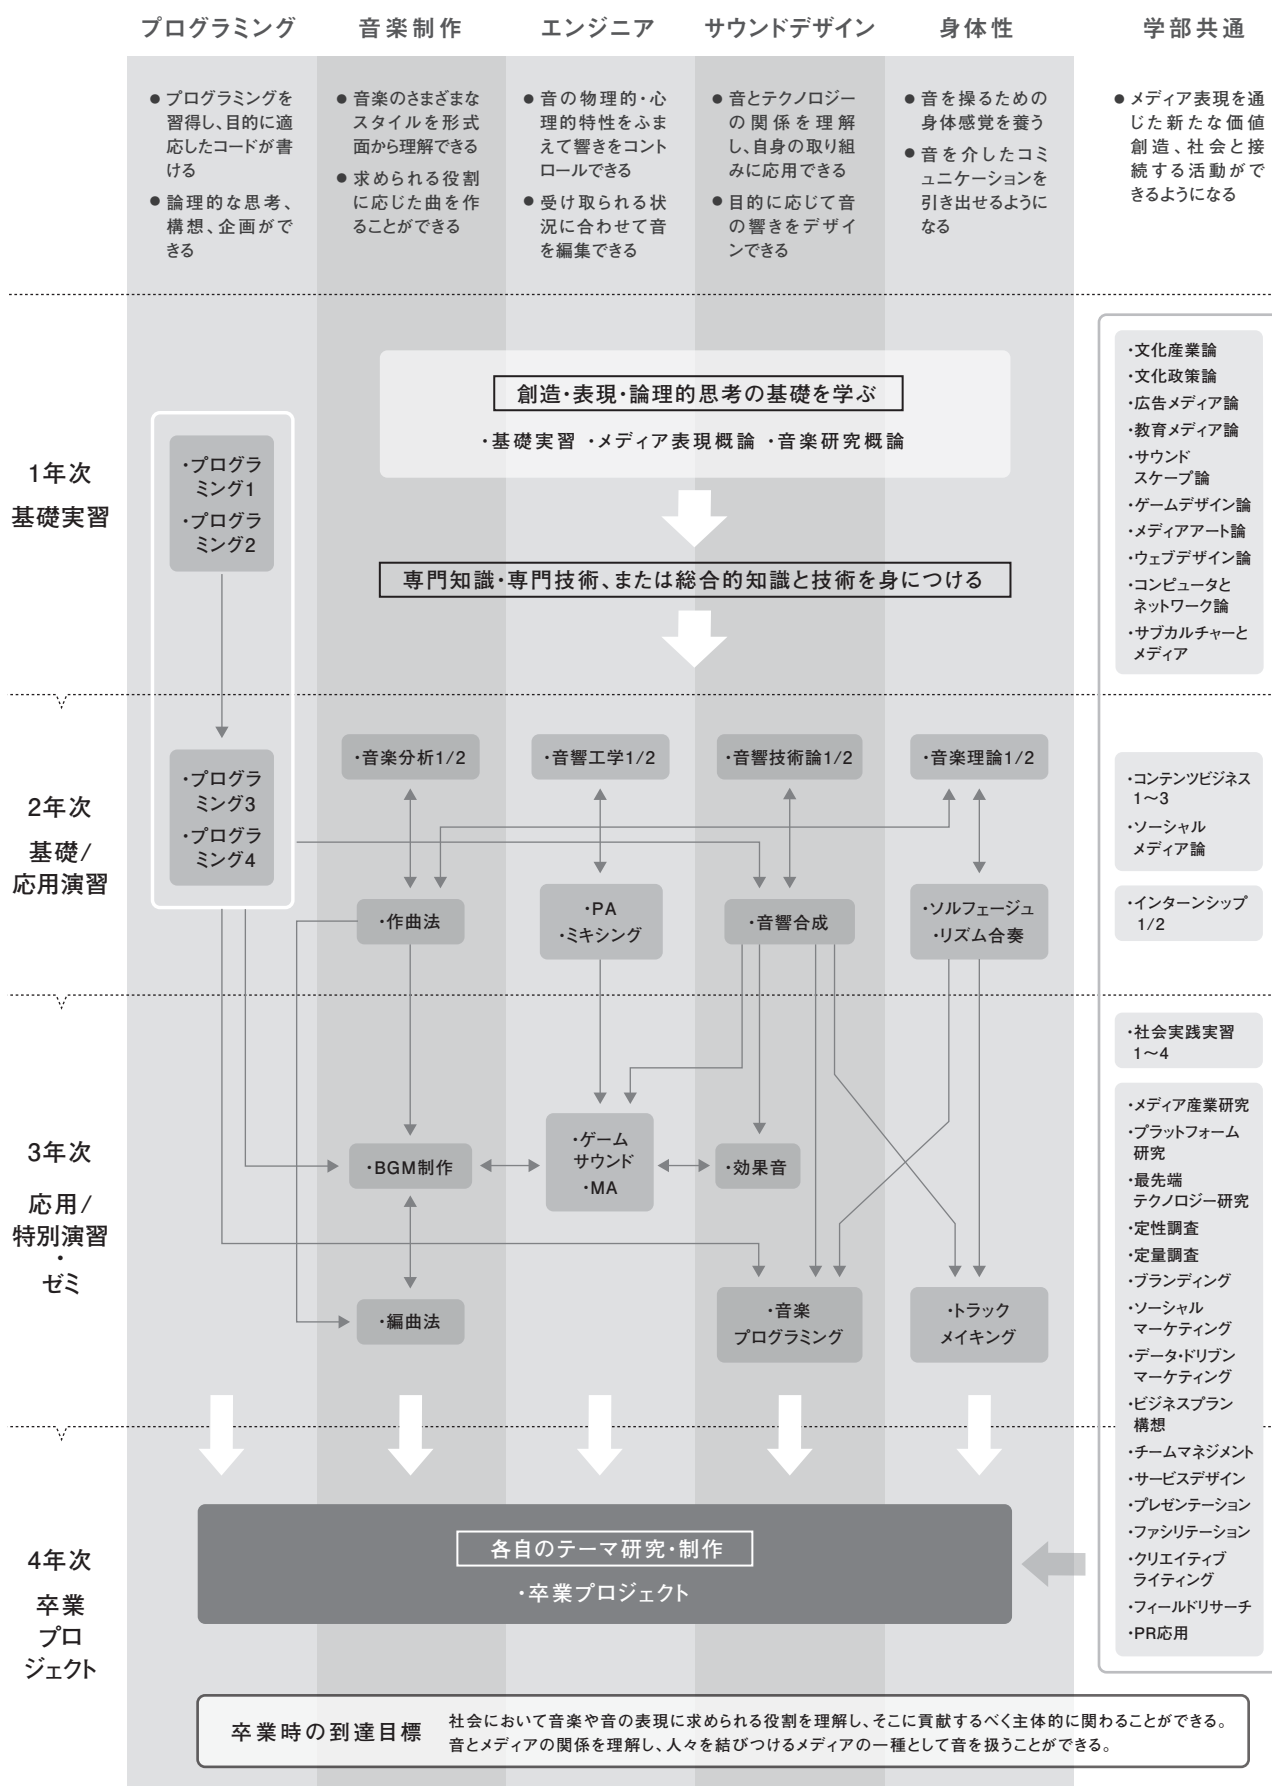 プログラミング
音楽制作
エンジニア
サウンドデザイン
身体性
学部共通
● プログラミングを
習得し、目的に適
応したコードが書
ける
● 論理的な思考、
構想、企画がで
きる
● 音楽のさまざまな
スタイルを形式
面から理解できる
● 求められる役割
に応じた曲を作
ることができる
● 音の物理的・心
理的特性をふま
えて響きをコント
ロールできる
● 受け取られる状
況に合わせて音
を編集できる
● 音とテクノロジー
の関係を理解
し、自身の取り組
みに応用できる
● 目的に応じて音
の響きをデザイ
ンできる
● 音を操るための
身体感覚を養う
● 音を介したコミ
ュニケーションを
引き出せるように
なる
● メディア表現を通
じた新たな価値
創造、社会と接
続する活動がで
きるようになる
1年次
基礎実習
・プログラ
ミング1
・プログラ
ミング2
創造・表現・論理的思考の基礎を学ぶ
・基礎実習 ・メディア表現概論 ・音楽研究概論
専門知識・専門技術、または総合的知識と技術を身につける
・文化産業論
・文化政策論
・広告メディア論
・教育メディア論
・サウンド
スケープ論
・ゲームデザイン論
・メディアアート論
・ウェブデザイン論
・コンピュータと
ネットワーク論
・サブカルチャーと
メディア
2年次
基礎/
応用演習
・プログラ
ミング3
・プログラ
ミング4
・音楽分析1/2
・音響工学1/2
・音響技術論1/2
・音楽理論1/2
・作曲法
・PA
・ミキシング
・音響合成
・ソルフェージュ
・リズム合奏
・コンテンツビジネス
1〜3
・ソーシャル
メディア論
・インターンシップ
1/2
3年次
応用/
特別演習
・
ゼミ
・BGM制作
・ゲーム
サウンド
・MA
・効果音
・編曲法
・音楽
プログラミング
・トラック
メイキング
・社会実践実習
1〜4
・メディア産業研究
・プラットフォーム
研究
・最先端
テクノロジー研究
・定性調査
・定量調査
・ブランディング
・ソーシャル
マーケティング
・データ・ドリブン
マーケティング
・ビジネスプラン
構想
・チームマネジメント
・サービスデザイン
・プレゼンテーション
・ファシリテーション
・クリエイティブ
ライティング
・フィールドリサーチ
・PR応用
4年次
卒業
プロ
ジェクト
各自のテーマ研究・制作
・卒業プロジェクト
卒業時の到達目標
社会において音楽や音の表現に求められる役割を理解し、そこに貢献するべく主体的に関わることができる。
音とメディアの関係を理解し、人々を結びつけるメディアの一種として音を扱うことができる。